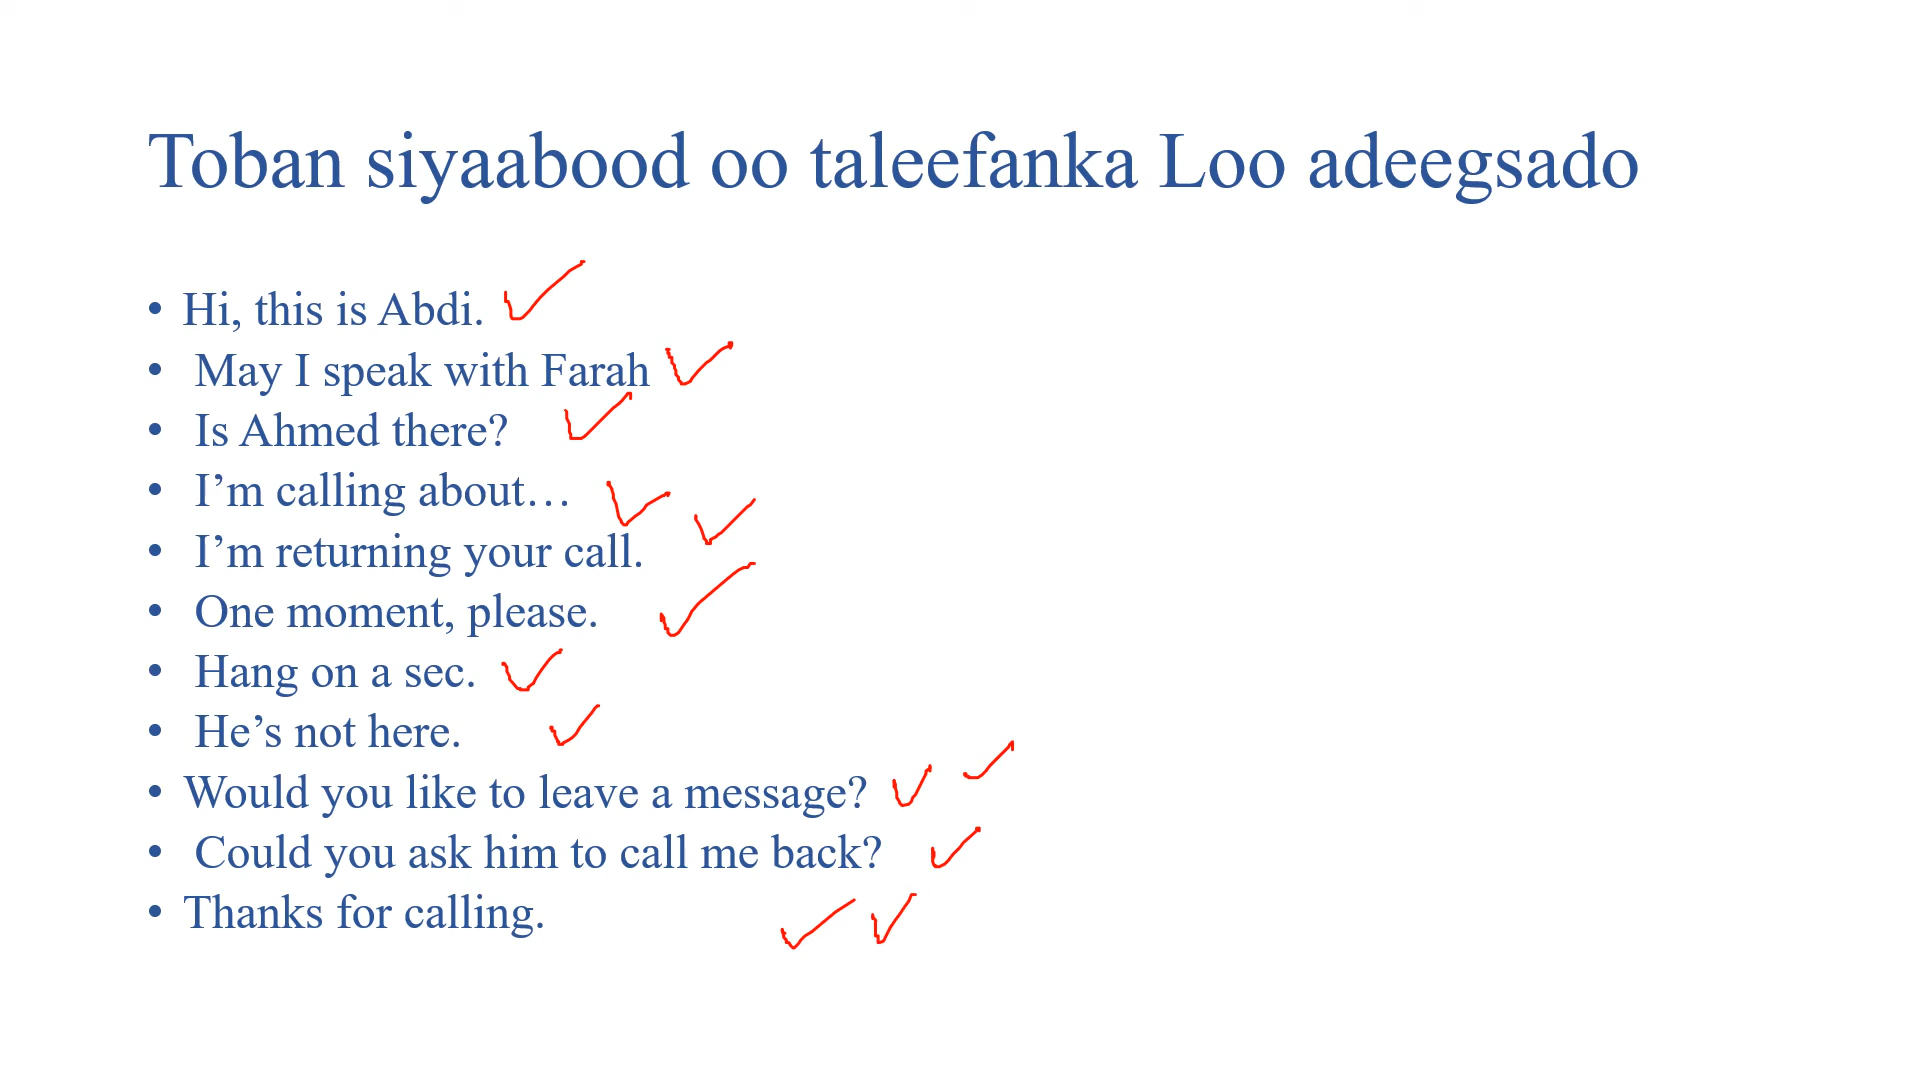 Toban siyaabood oo taleefanka Loo adeegsado
• Hi, this is Abdi.
• May I speak with Farah
• Is Ahmed there?
• I’m calling about…
• I’m returning your call.
• One moment, please.
• Hang on a sec.
• He’s not here.
• Would you like to leave a message?
• Could you ask him to call me back?
• Thanks for calling.